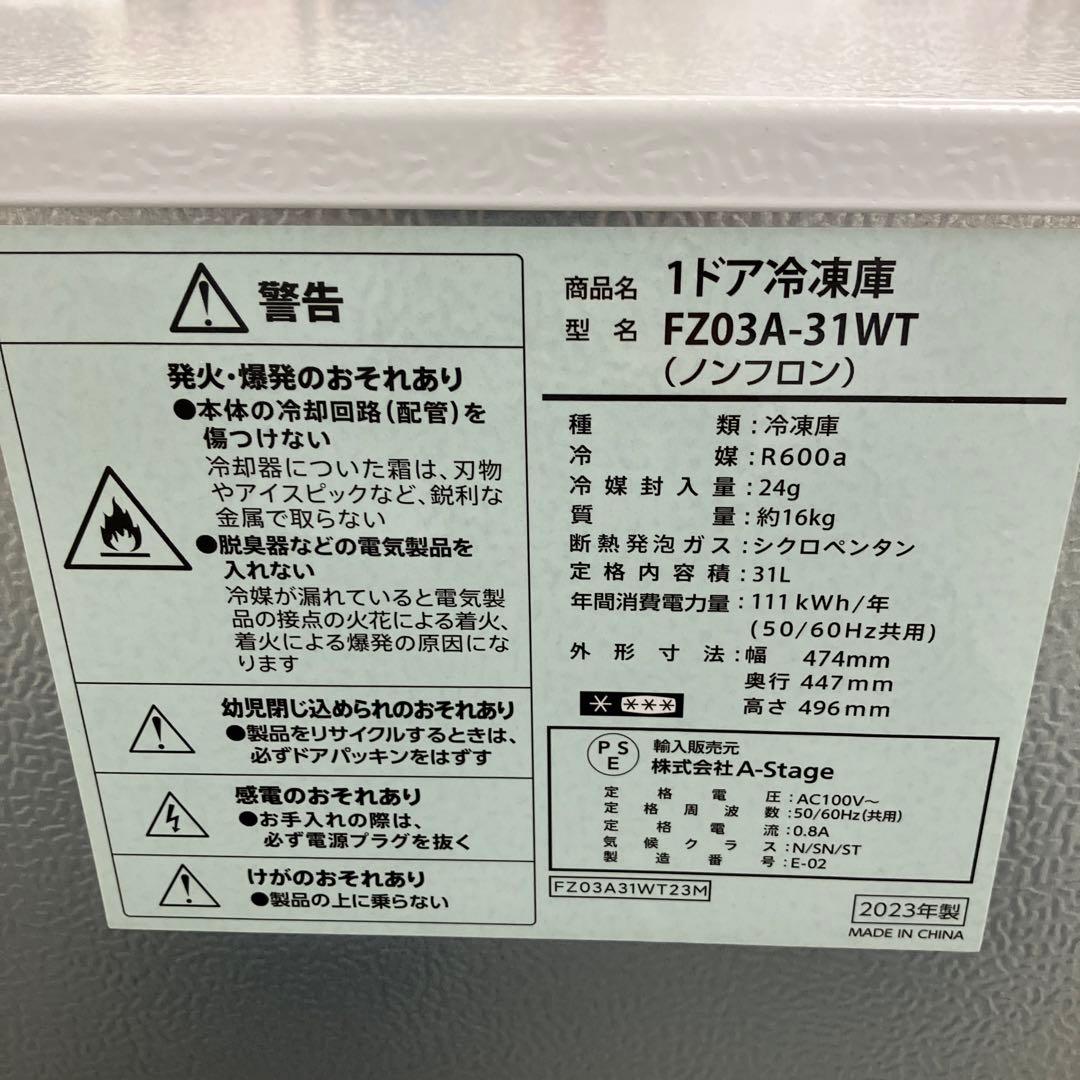 警告
発火・爆発のおそれあり
●本体の冷却回路(配管)を
傷つけない
冷却器についた霜は、刃物
やアイスピックなど、鋭利な
金属で取らない
●脱臭器などの電気製品を
入れない
冷媒が漏れていると電気製
品の接点の火花による着火、
着火による爆発の原因にな
ります
幼児閉じ込められのおそれあり
●製品をリサイクルするときは、
必ずドアパッキンをはずす
感電のおそれあり
●お手入れの際は、
必ず電源プラグを抜く
けがのおそれあり
●製品の上に乗らない
商品名 1ドア冷凍庫
型名 FZ03A-31WT
(ノンフロン)
種類:冷凍庫
冷媒:R600a
冷媒封入量:24g
質量:約16kg
断熱発泡ガス:シクロペンタン
定格内容積:31L
年間消費電力量:111kWh/年
(50/60Hz共用)
外形寸法:幅 474mm
奥行 447mm
高さ 496mm
PSE
輸入販売元
株式会社A-Stage
定格電圧:AC100V~
定格周波数:50/60Hz(共用)
定格電流:0.8A
気候クラス:N/SN/ST
製造番号:E-02
FZ03A31WT23M
2023年製
MADE IN CHINA